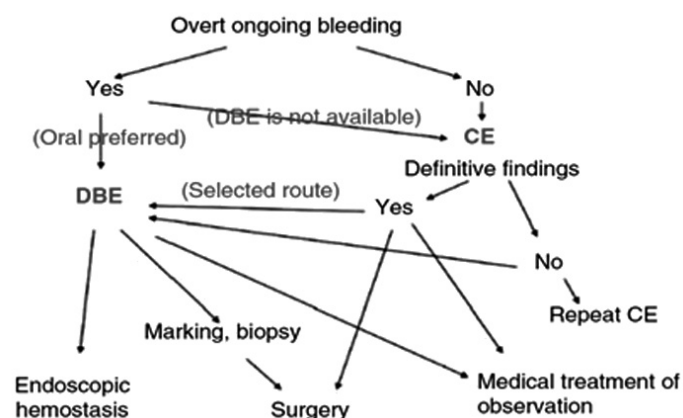 Overt ongoing bleeding
Yes
No
(DBE is not available)
(Oral preferred)
CE
Definitive findings
DBE
(Selected route)
Yes
No
Repeat CE
Marking, biopsy
Endoscopic
hemostasis
Surgery
Medical treatment of
observation